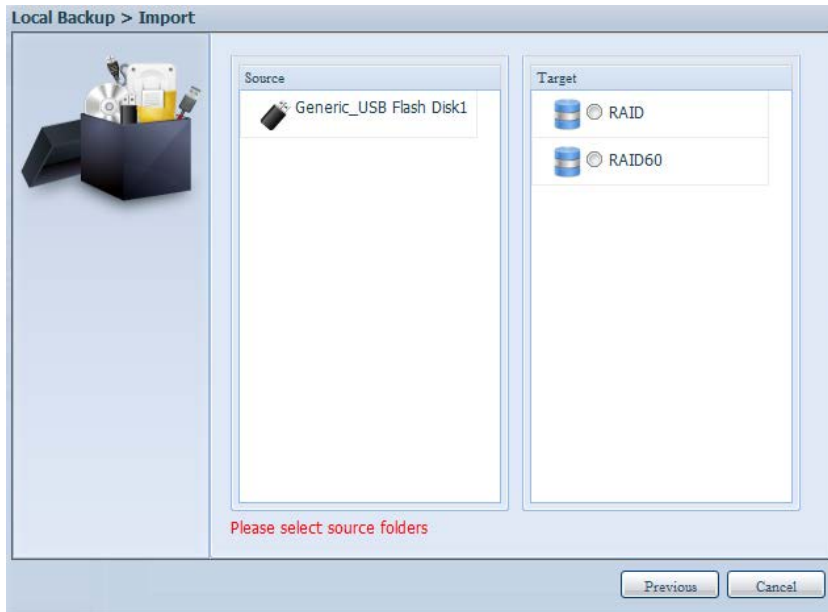 Local Backup > Import
Source
Generic_USB Flash Disk1
Target
RAID
RAID60
Please select source folders
Previous
Cancel